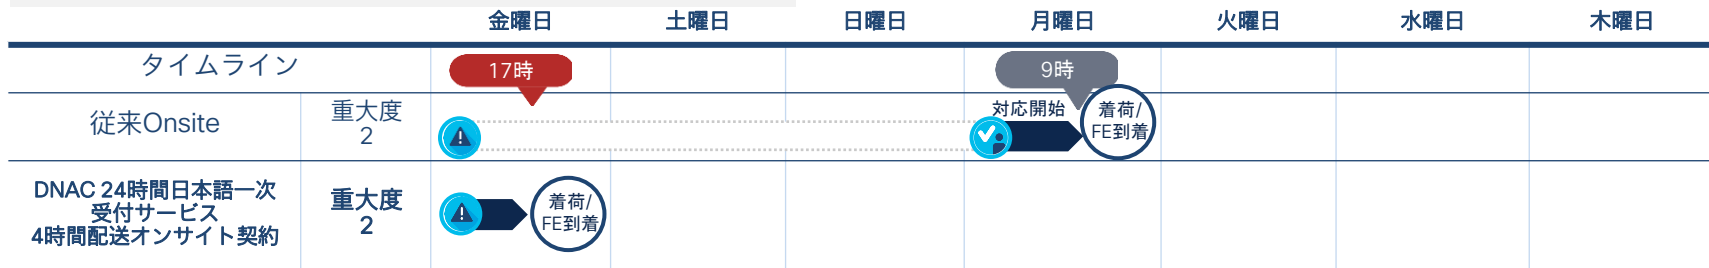 金曜日 土曜日 日曜日 月曜日 火曜日 水曜日 木曜日
タイムライン
17時
9時
従来Onsite
重大度
2
対応開始
着荷/
FE到着
DNAC 24時間日本語一次
受付サービス
4時間配送オンサイト契約
重大度
2
着荷/
FE到着